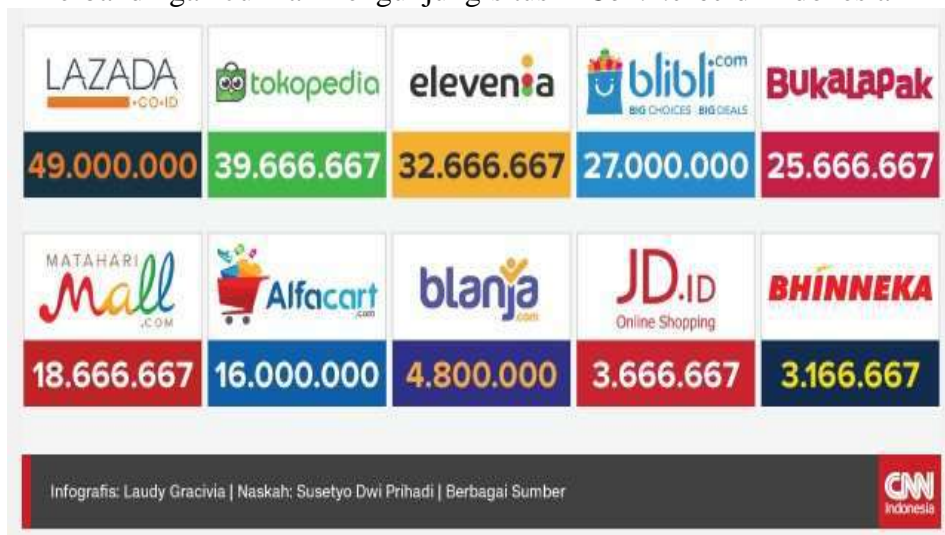 LAZADA
.CO.ID
49.000.000
tokopedia
39.666.667
elevenia
32.666.667
blibli.com
BIG CHOICES BIG DEALS
27.000.000
BUKALAPAK
25.666.667
MATAHARI
Mall
.COM
18.666.667
Alfacart
.com
16.000.000
blanja
.com
4.800.000
JD.ID
Online Shopping
3.666.667
BHINNEKA
3.166.667
Infografis: Laudy Gracivia | Naskah: Susetyo Dwi Prihadi | Berbagai Sumber
CNN
Indonesia